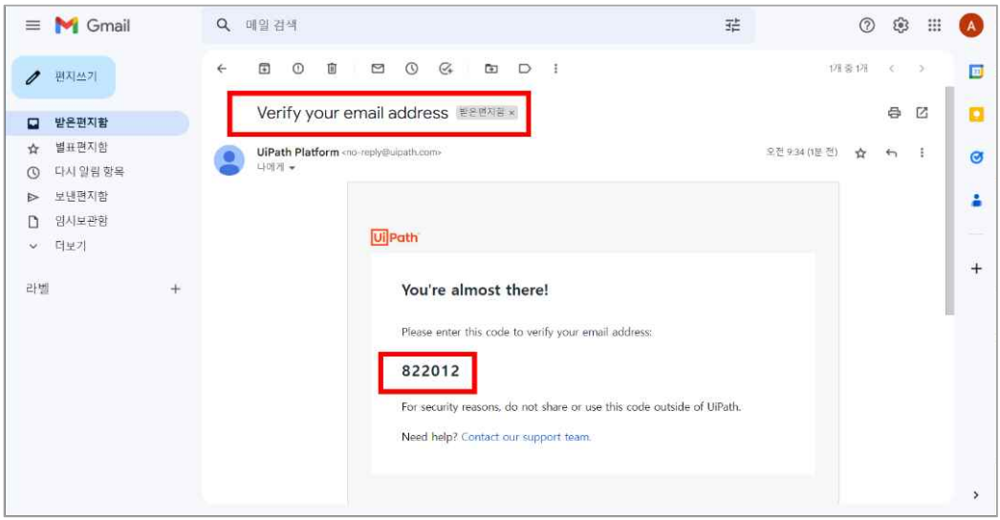 Gmail
메일 검색
A
편지쓰기
1개 중 1개
받은편지함
별표편지함
다시 알림 항목
보낸편지함
임시보관함
더보기
라벨
Verify your email address 받은편지함 ×
UiPath Platform <no-reply@uipath.com>
오전 9:34 (1분 전)
나에게
UiPath
You're almost there!
Please enter this code to verify your email address:
822012
For security reasons, do not share or use this code outside of UiPath.
Need help? Contact our support team.